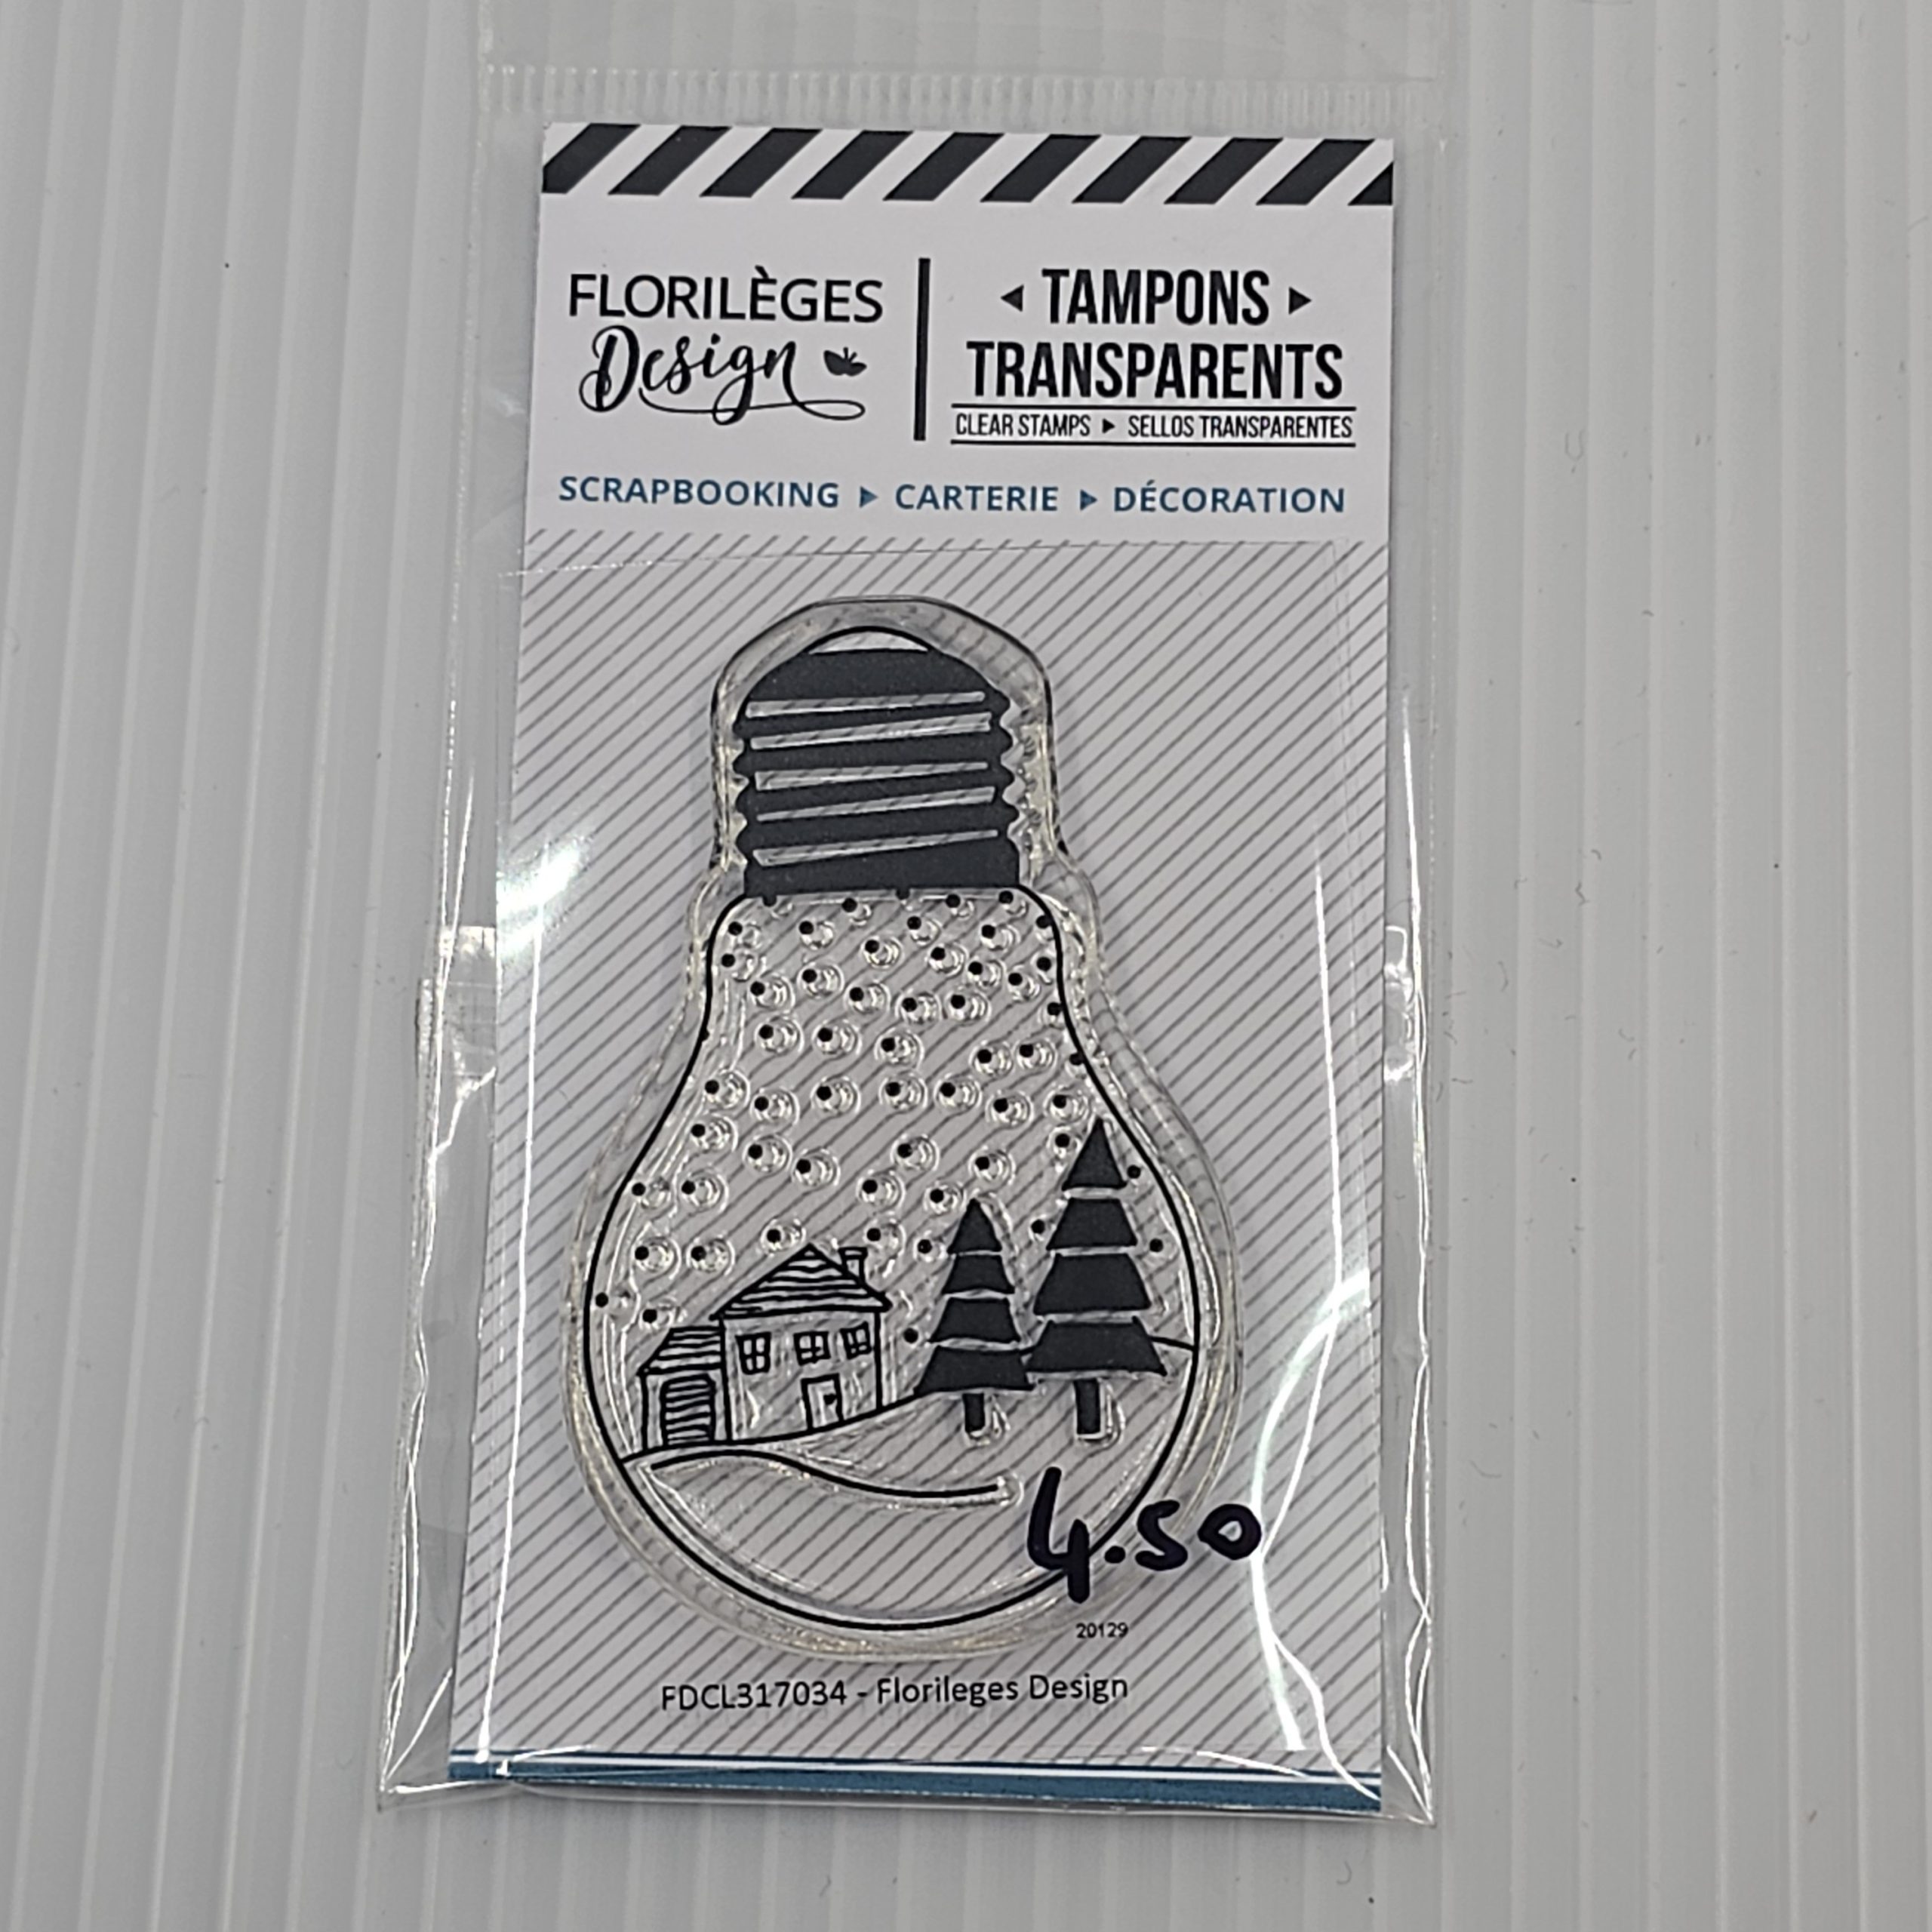 FLORILÈGES
Design
TAMPONS
TRANSPARENTS
CLEAR STAMPS ▶ SELLOS TRANSPARENTES
SCRAPBOOKING ▶ CARTERIE ▶ DÉCORATION
4.50
20129
FDCL317034 - Florileges Design